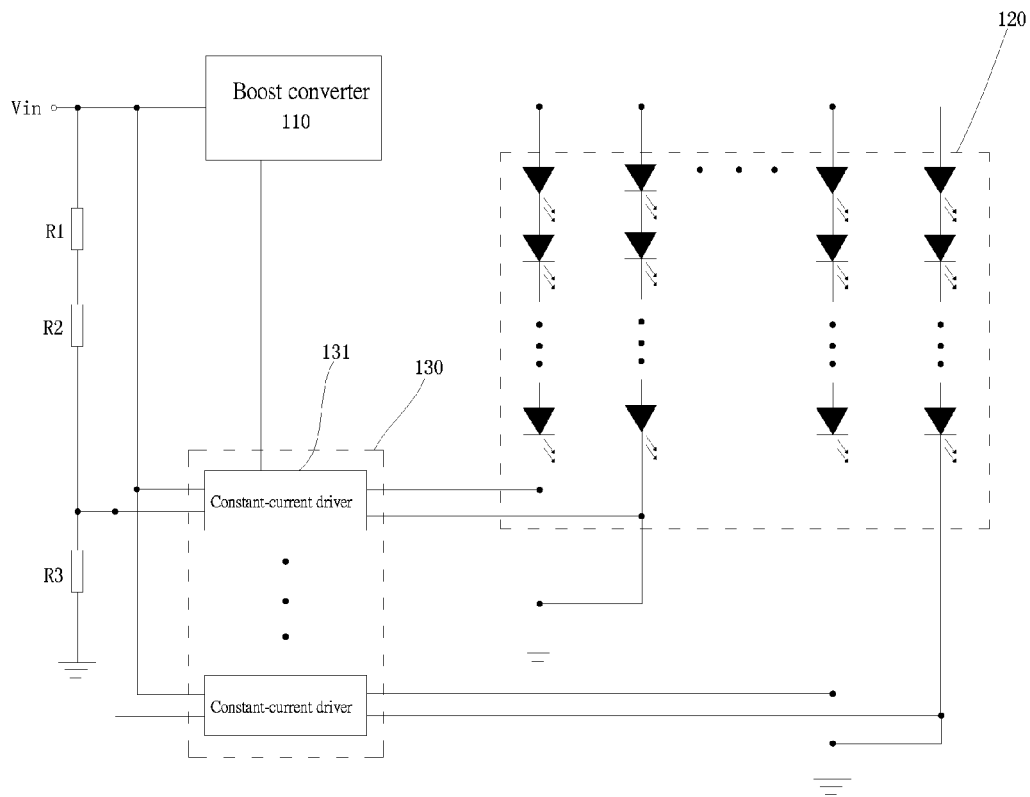 120
Boost converter
110
Vin
R1
R2
131
130
Constant-current driver
R3
Constant-current driver